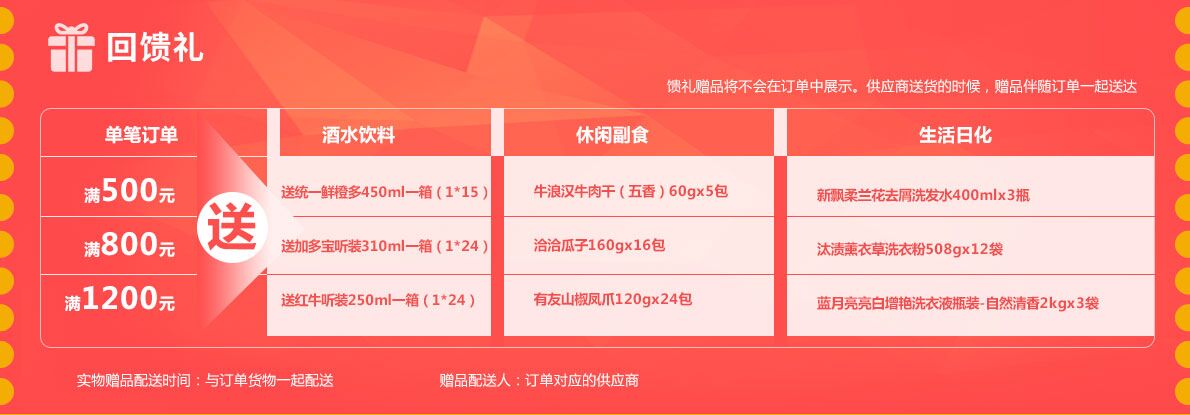 回馈礼
馈礼赠品将不会在订单中展示。供应商送货的时候，赠品伴随订单一起送达
单笔订单 酒水饮料 休闲副食 生活日化
满500元 送统一鲜橙多450ml一箱（1*15） 牛浪汉牛肉干（五香）60gx5包 新飘柔兰花去屑洗发水400mlx3瓶
送
满800元 送加多宝听装310ml一箱（1*24） 洽洽瓜子160gx16包 汰渍薰衣草洗衣粉508gx12袋
满1200元 送红牛听装250ml一箱（1*24） 有友山椒凤爪120gx24包 蓝月亮亮白增艳洗衣液瓶装-自然清香2kgx3袋
实物赠品配送时间：与订单货物一起配送 赠品配送人：订单对应的供应商